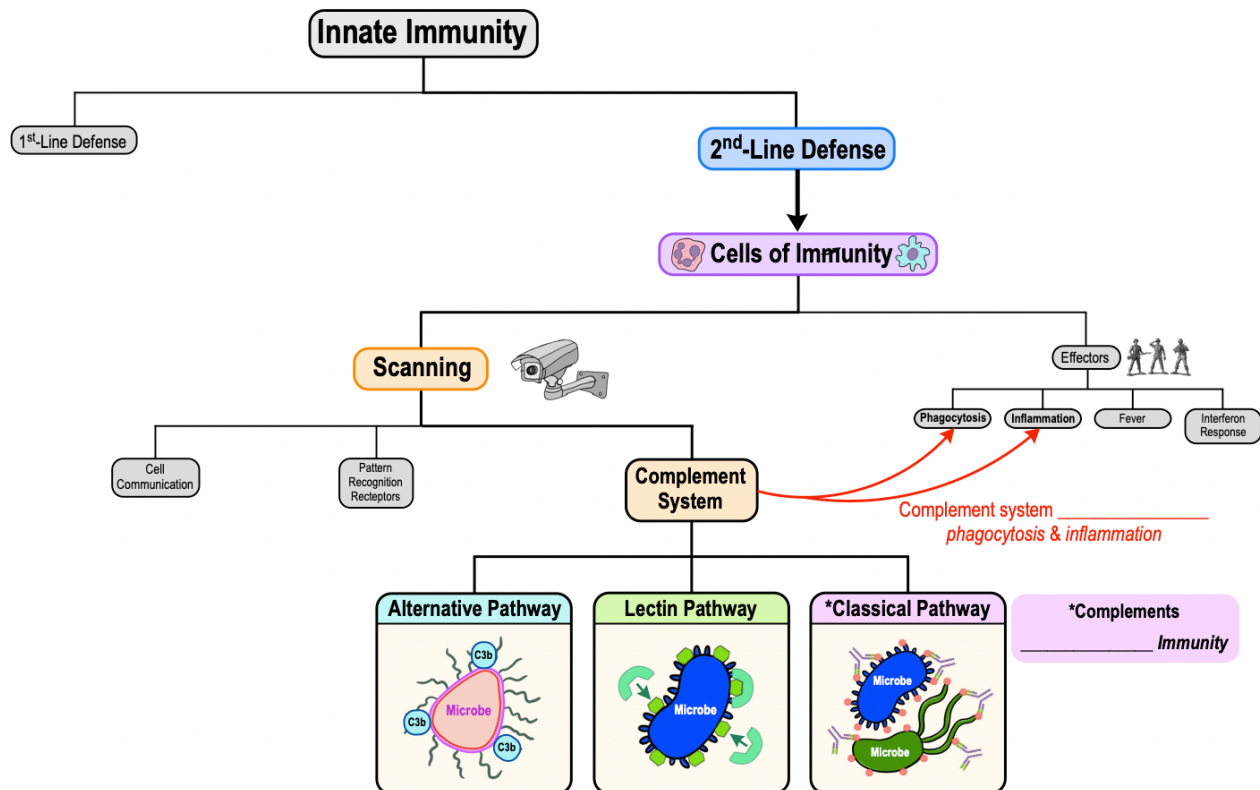 Innate Immunity
1st-Line Defense
2nd-Line Defense
Cells of Immunity
Scanning
Effectors
Phagocytosis
Inflammation
Fever
Interferon
Response
Cell
Communication
Pattern
Recognition
Recteptors
Complement
System
Complement system ________________
phagocytosis & inflammation
Alternative Pathway
C3b
Microbe
C3b
C3b
Lectin Pathway
Microbe
*Classical Pathway
Microbe
Microbe
*Complements
______________ Immunity